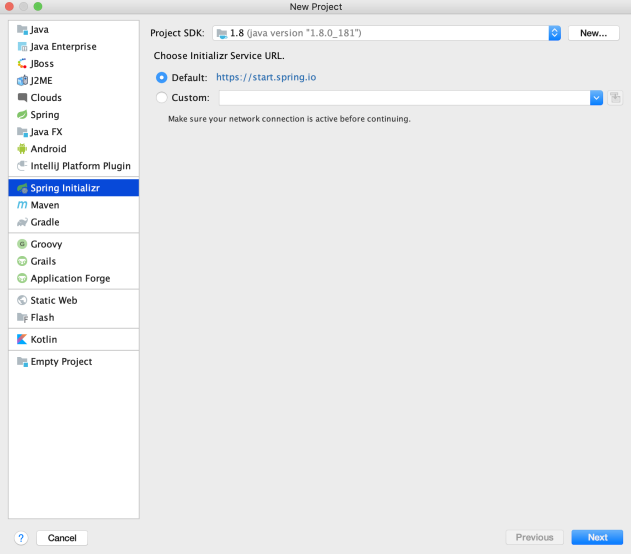 New Project
Java
Java Enterprise
JBoss
J2ME
Clouds
Spring
Java FX
Android
IntelliJ Platform Plugin
Spring Initializr
Maven
Gradle
Groovy
Grails
Application Forge
Static Web
Flash
Kotlin
Empty Project
Project SDK: 1.8 (java version "1.8.0_181") New...
Choose Initializr Service URL.
Default: https://start.spring.io
Custom:
Make sure your network connection is active before continuing.
? Cancel Previous Next